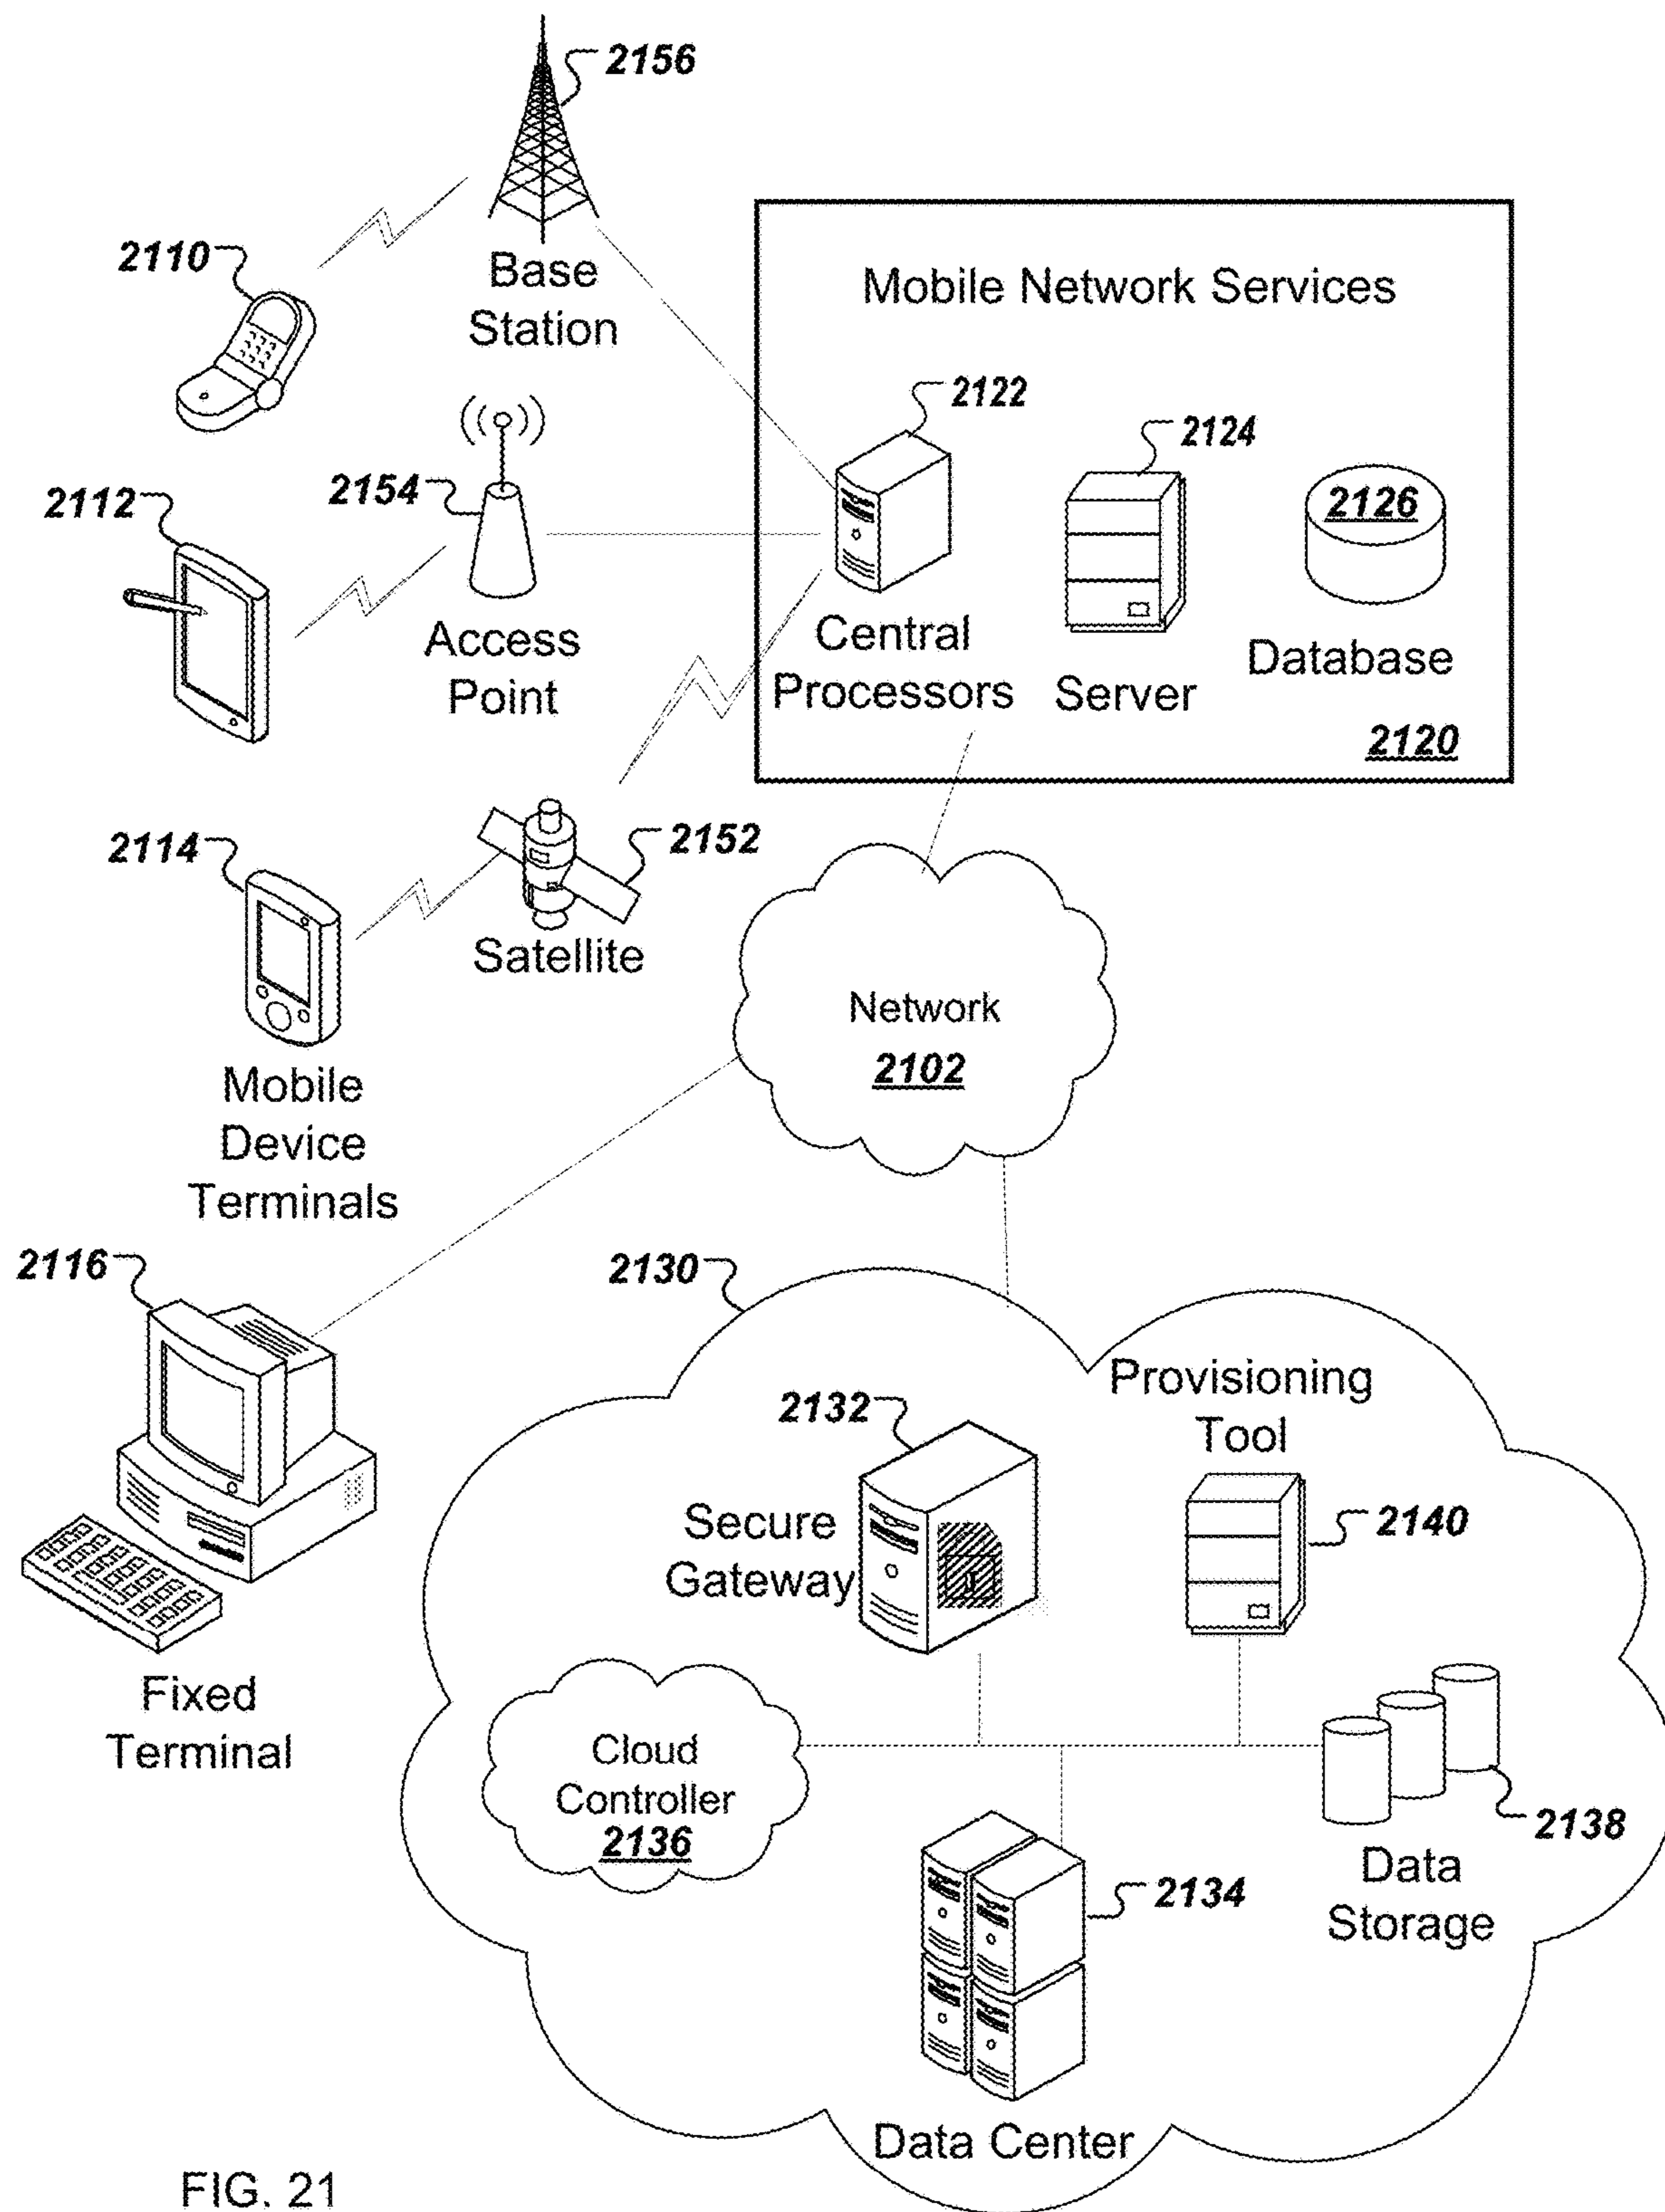 2156
2110
Base
Station
Mobile Network Services
2122
2124
2126
2112
2154
Access
Point
Central
Processors
Server
Database
2120
2114
2152
Satellite
Network
2102
Mobile
Device
Terminals
2116
2130
Provisioning
Tool
2132
Secure
Gateway
2140
Fixed
Terminal
Cloud
Controller
2136
2138
Data
Storage
2134
Data Center
FIG. 21